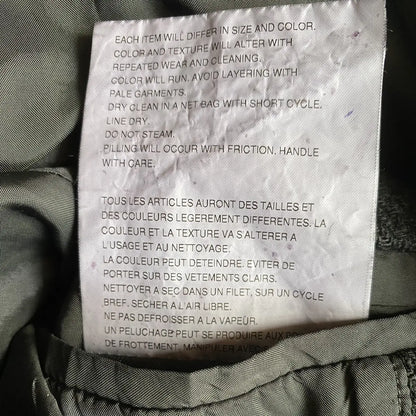 EACH ITEM WILL DIFFER IN SIZE AND COLOR.
COLOR AND TEXTURE WILL ALTER WITH
REPEATED WEAR AND CLEANING.
COLOR WILL RUN. AVOID LAYERING WITH
PALE GARMENTS.
DRY CLEAN IN A NET BAG WITH SHORT CYCLE.
LINE DRY.
DO NOT STEAM.
PILLING WILL OCCUR WITH FRICTION. HANDLE
WITH CARE.
TOUS LES ARTICLES AURONT DES TAILLES ET
DES COULEURS LEGEREMENT DIFFERENTES. LA
COULEUR ET LA TEXTURE VA S'ALTERER A
L'USAGE ET AU NETTOYAGE.
LA COULEUR PEUT DETEINDRE. EVITER DE
PORTER SUR DES VETEMENTS CLAIRS.
NETTOYER A SEC DANS UN FILET, SUR UN CYCLE
BREF. SECHER A L'AIR LIBRE.
NE PAS DEFROISSER A LA VAPEUR.
UN PELUCHAGE PEUT SE PRODUIRE AUX
DE FROTTEMENT. MANIPULER AVEC